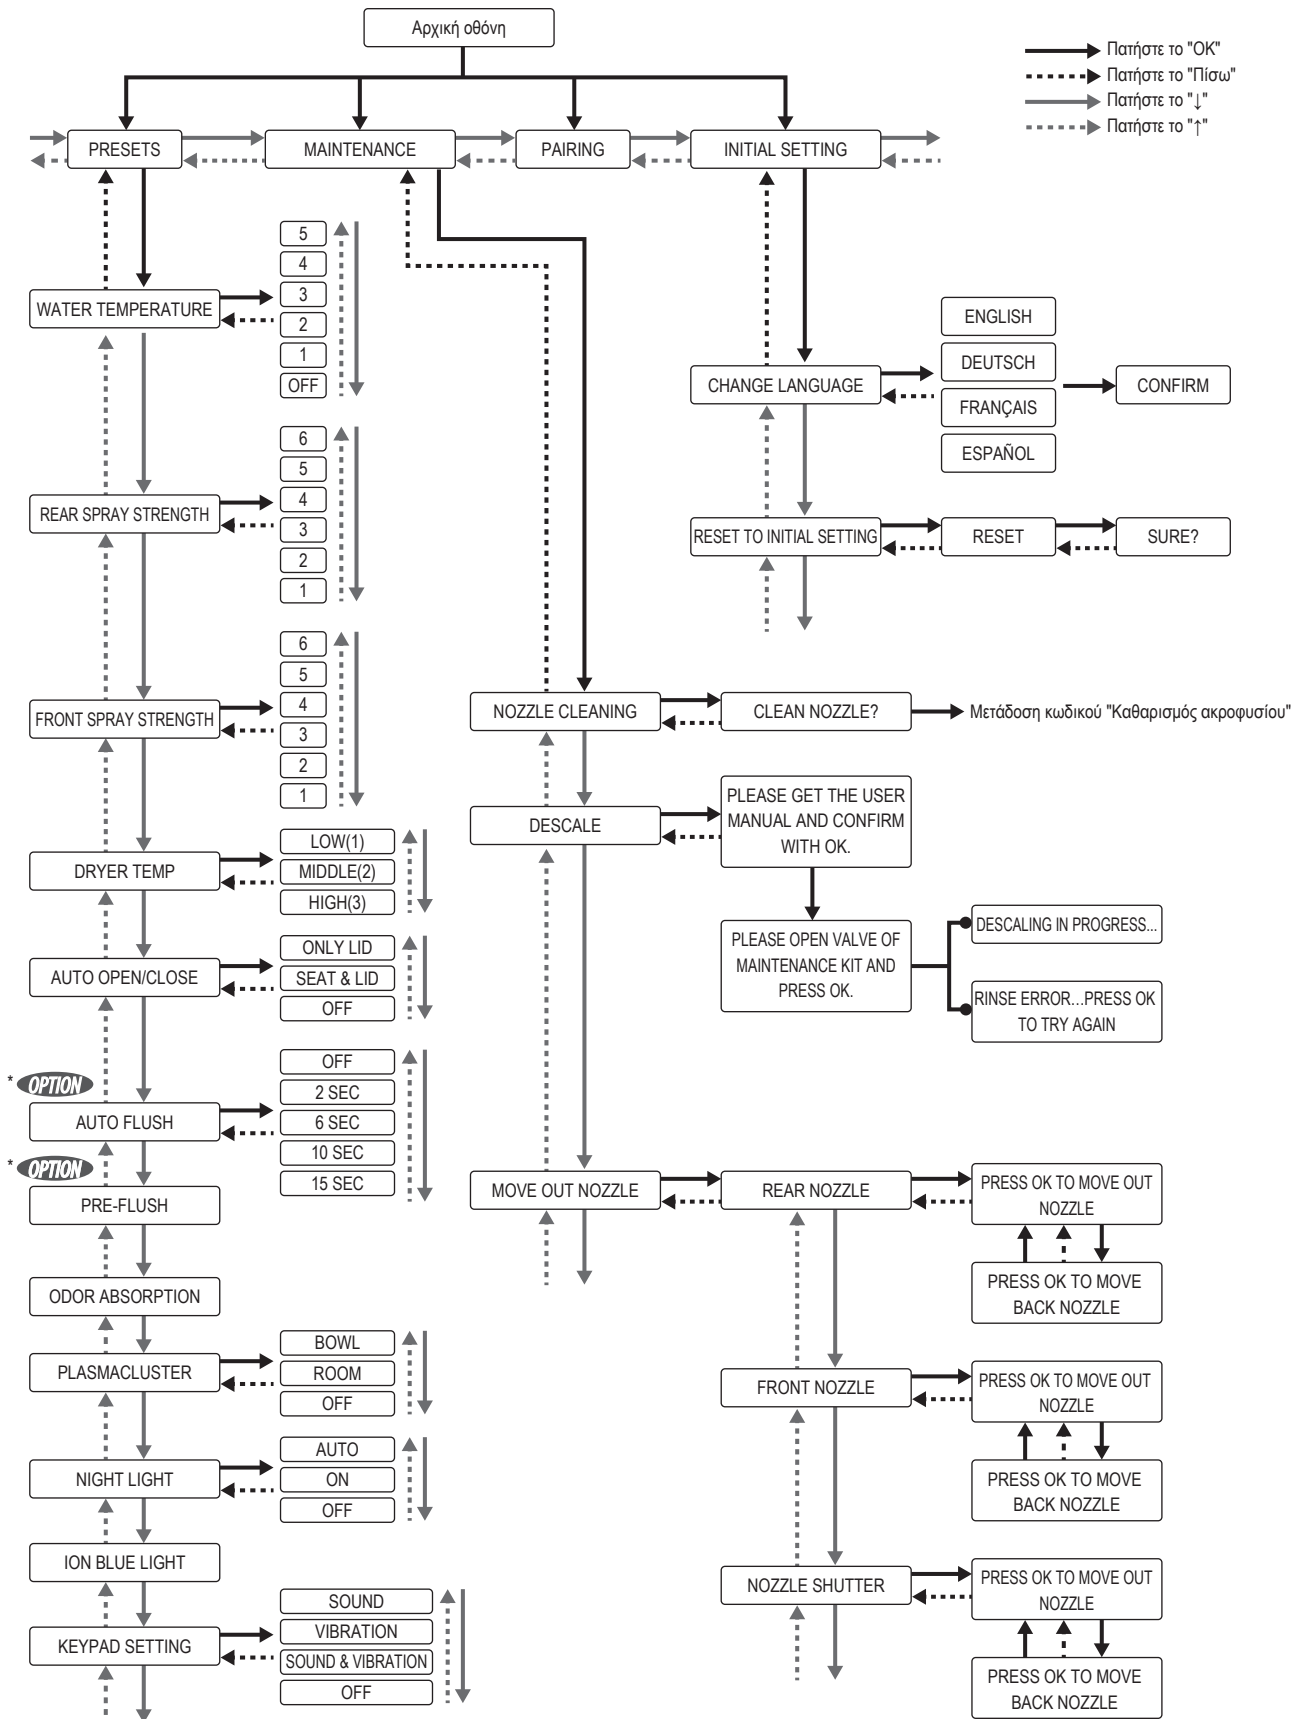 Αρχική οθόνη
Πατήστε το "OK"
Πατήστε το "Πίσω"
Πατήστε το "↓"
Πατήστε το "↑"
PRESETS
MAINTENANCE
PAIRING
INITIAL SETTING
WATER TEMPERATURE
5
4
3
2
1
OFF
REAR SPRAY STRENGTH
6
5
4
3
2
1
FRONT SPRAY STRENGTH
6
5
4
3
2
1
DRYER TEMP
LOW(1)
MIDDLE(2)
HIGH(3)
AUTO OPEN/CLOSE
ONLY LID
SEAT & LID
OFF
* OPTION
AUTO FLUSH
OFF
2 SEC
6 SEC
10 SEC
15 SEC
* OPTION
PRE-FLUSH
ODOR ABSORPTION
PLASMACLUSTER
BOWL
ROOM
OFF
NIGHT LIGHT
AUTO
ON
OFF
ION BLUE LIGHT
KEYPAD SETTING
SOUND
VIBRATION
SOUND & VIBRATION
OFF
NOZZLE CLEANING
CLEAN NOZZLE?
Μετάδοση κωδικού "Καθαρισμός ακροφυσίου"
DESCALE
PLEASE GET THE USER
MANUAL AND CONFIRM
WITH OK.
PLEASE OPEN VALVE OF
MAINTENANCE KIT AND
PRESS OK.
DESCALING IN PROGRESS...
RINSE ERROR...PRESS OK
TO TRY AGAIN
MOVE OUT NOZZLE
REAR NOZZLE
PRESS OK TO MOVE OUT
NOZZLE
PRESS OK TO MOVE
BACK NOZZLE
FRONT NOZZLE
PRESS OK TO MOVE OUT
NOZZLE
PRESS OK TO MOVE
BACK NOZZLE
NOZZLE SHUTTER
PRESS OK TO MOVE OUT
NOZZLE
PRESS OK TO MOVE
BACK NOZZLE
CHANGE LANGUAGE
ENGLISH
DEUTSCH
FRANÇAIS
ESPAÑOL
CONFIRM
RESET TO INITIAL SETTING
RESET
SURE?